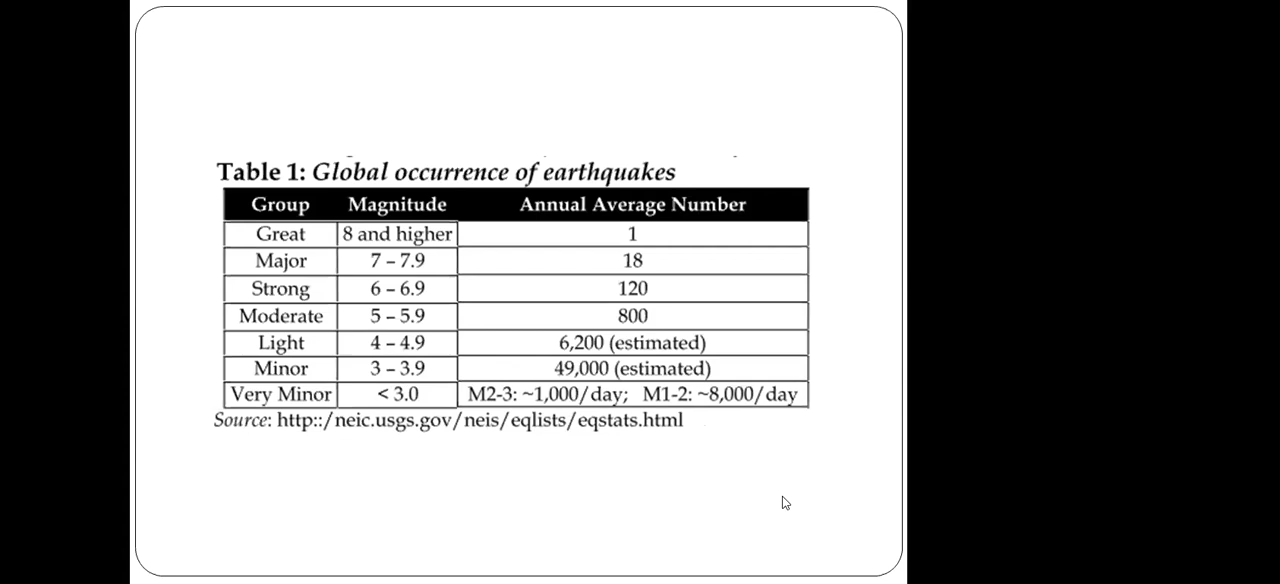 Table 1: Global occurrence of earthquakes
Group Magnitude Annual Average Number
Great 8 and higher 1
Major 7 – 7.9 18
Strong 6 – 6.9 120
Moderate 5 – 5.9 800
Light 4 – 4.9 6,200 (estimated)
Minor 3 – 3.9 49,000 (estimated)
Very Minor < 3.0 M2-3: ~1,000/day; M1-2: ~8,000/day
Source: http::/neic.usgs.gov/neis/eqlists/eqstats.html